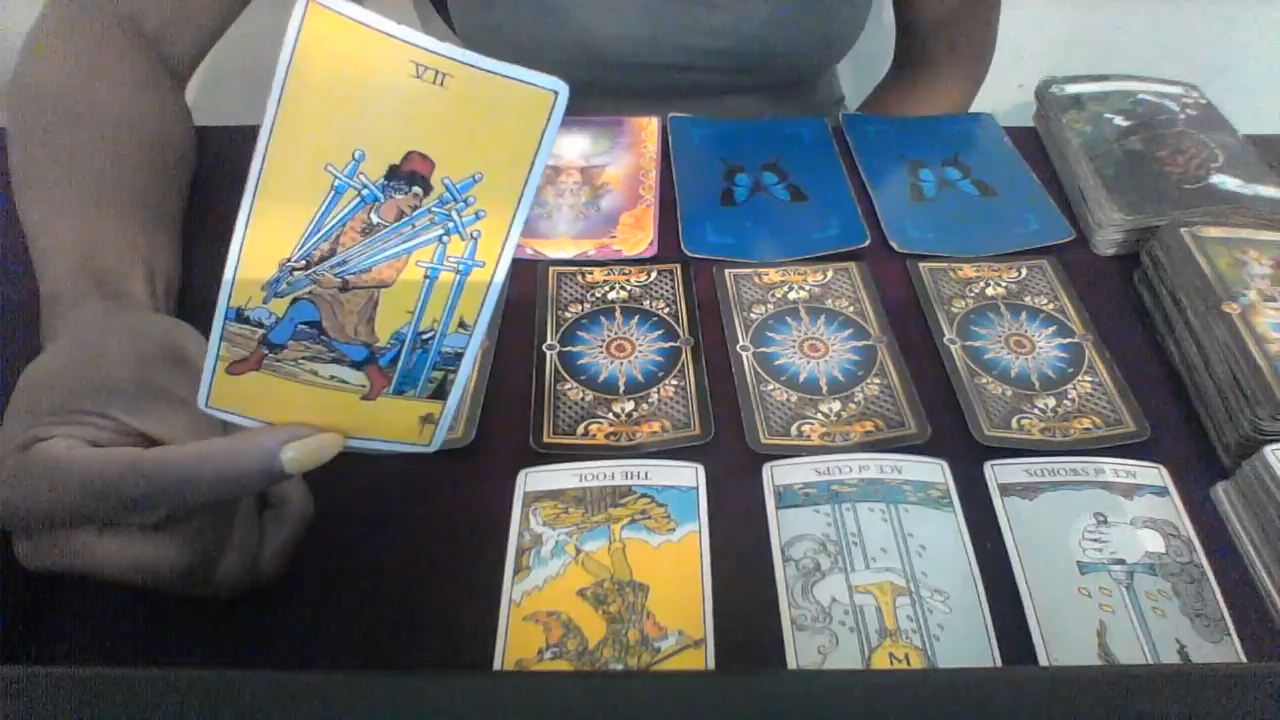 VII
THE FOOL
ACE of CUPS
ACE of SWORDS
W